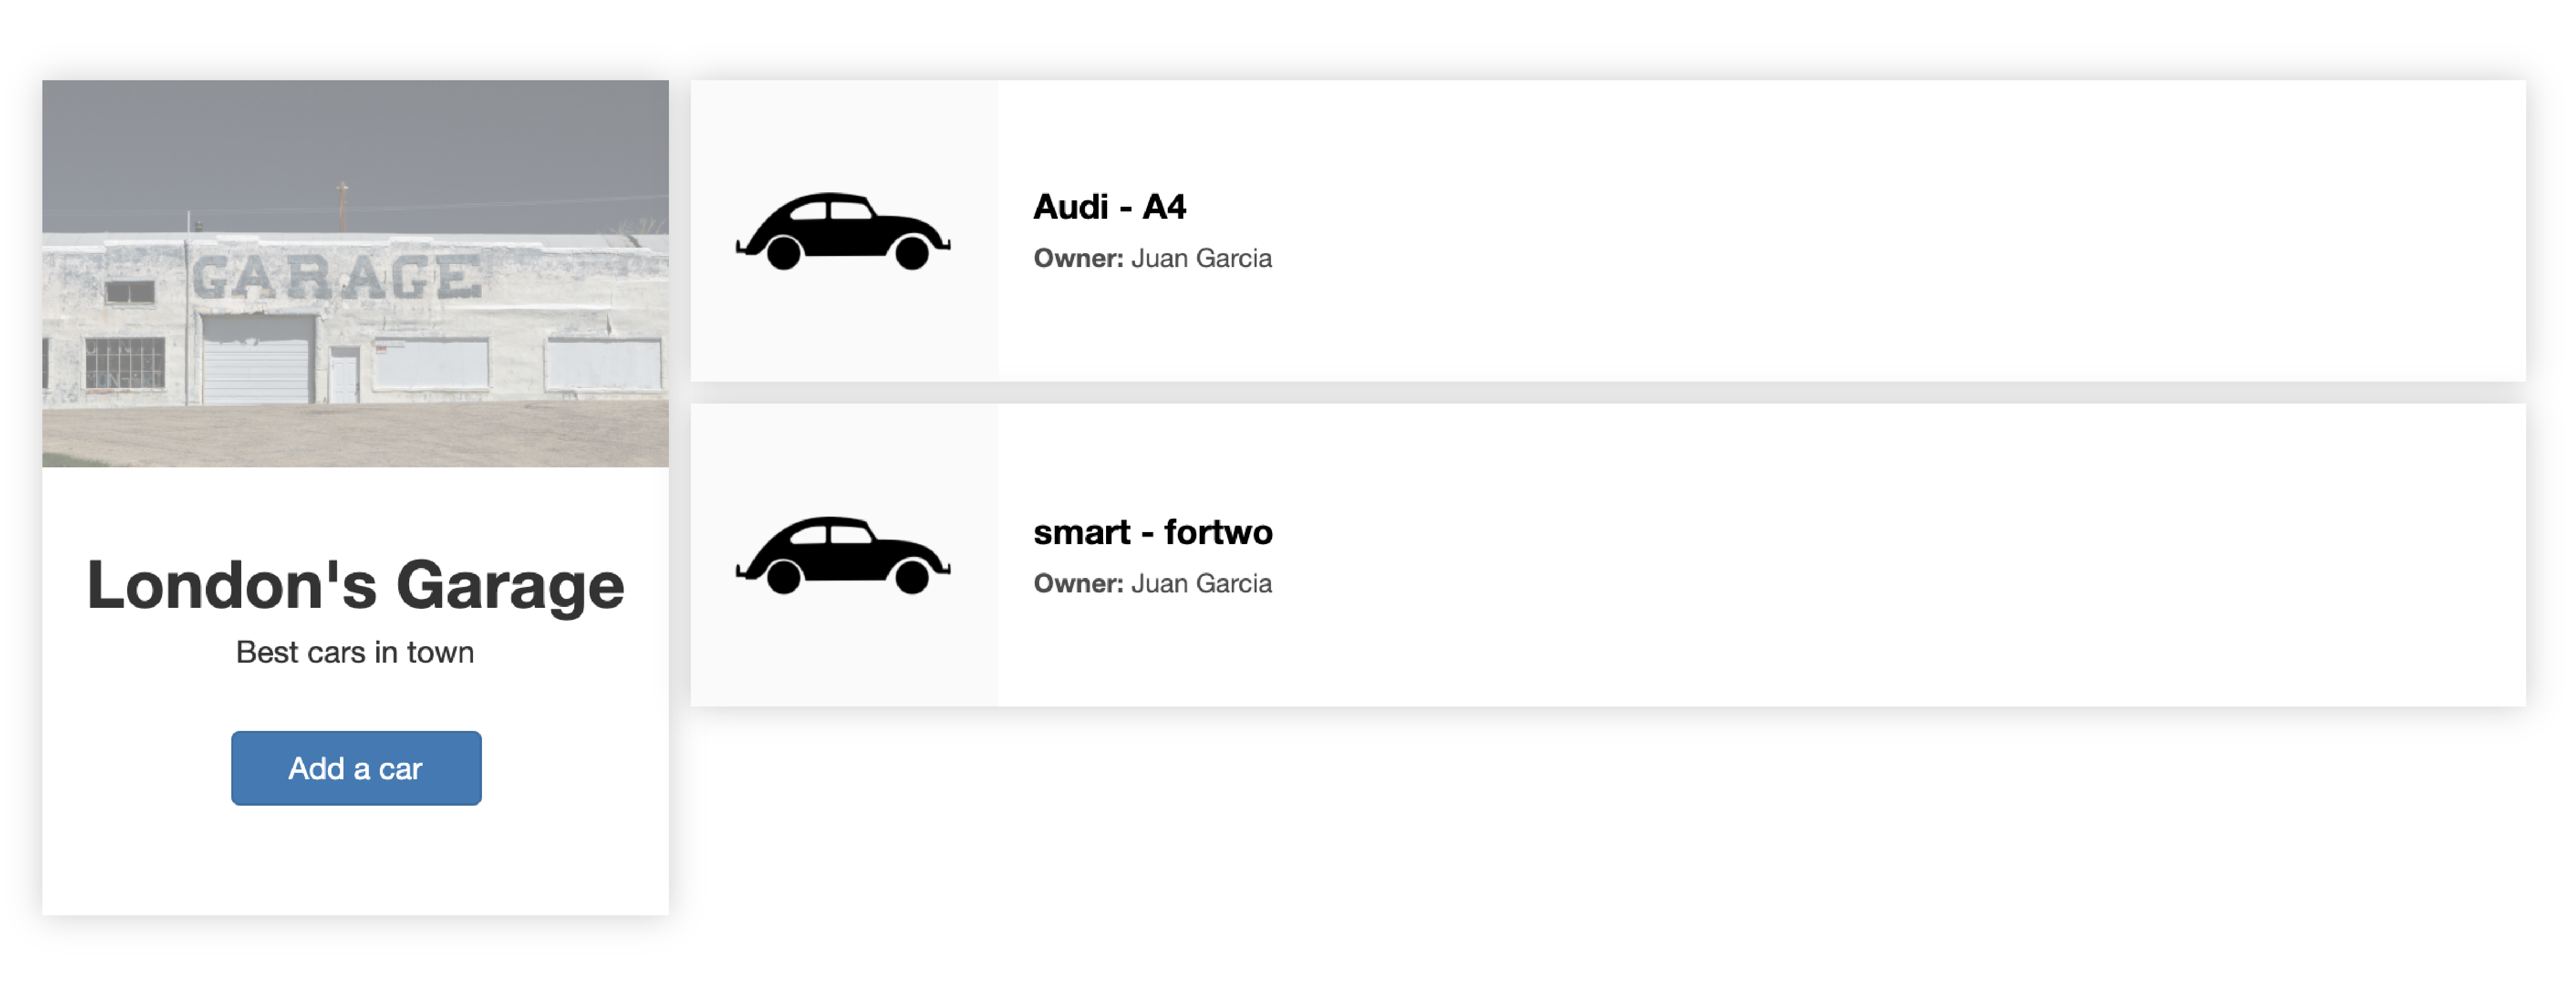 GARAGE
London's Garage
Best cars in town
Add a car
Audi - A4
Owner: Juan Garcia
smart - fortwo
Owner: Juan Garcia